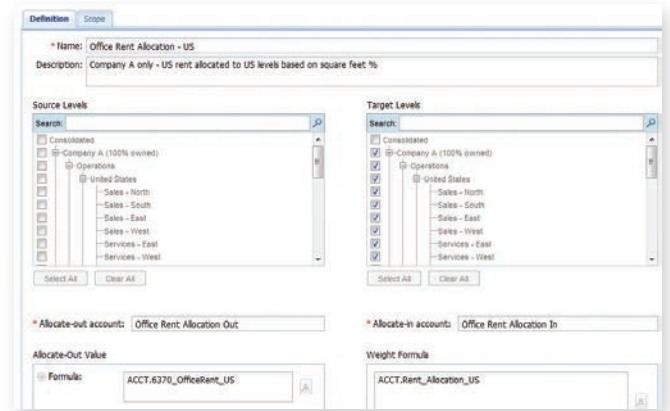 Definition Scope
* Name: Office Rent Allocation - US
Description: Company A only - US rent allocated to US levels based on square feet %
Source Levels Target Levels
Search: Search:
Consolidated Consolidated
Company A (100% owned) Company A (100% owned)
Operations Operations
United States United States
Sales - North Sales - North
Sales - South Sales - South
Sales - East Sales - East
Sales - West Sales - West
Services - East Services - East
Services - West Services - West
Select All Clear All Select All Clear All
* Allocate-out account: Office Rent Allocation Out * Allocate-in account: Office Rent Allocation In
Allocate-Out Value Weight Formula
Formula: ACCT.6370_OfficeRent_US ACCT.Rent_Allocation_US